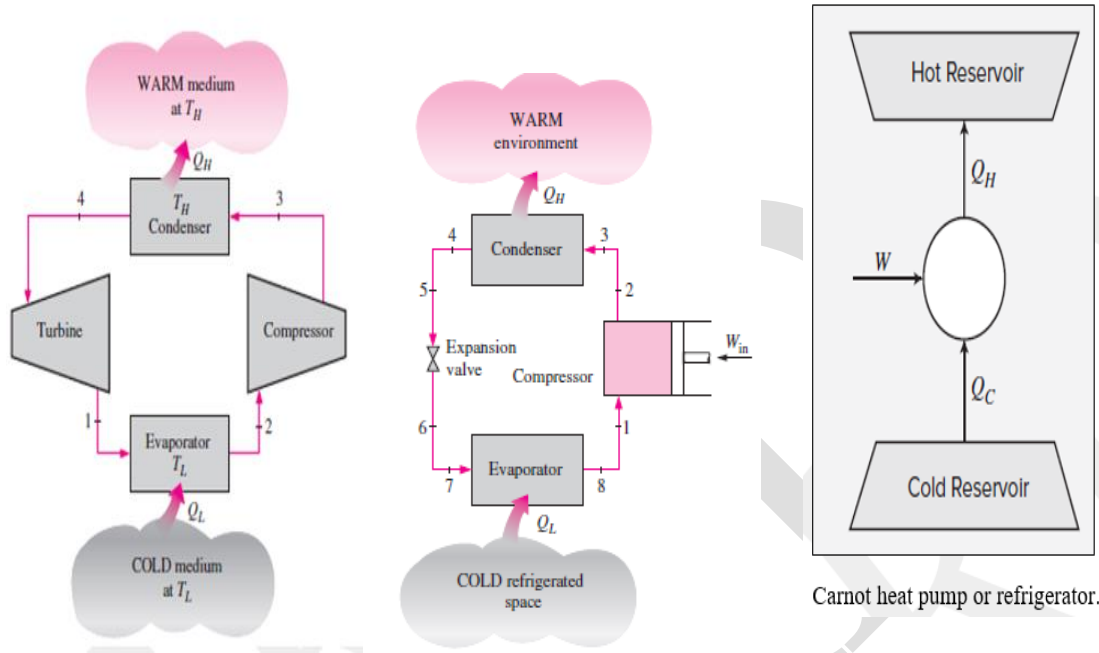 WARM medium
at T_H
Q_H
4
T_H
Condenser
3
Turbine
Compressor
1
Evaporator
T_L
2
Q_L
COLD medium
at T_L
WARM
environment
Q_H
4
Condenser
3
5
2
Expansion
valve
Compressor
W_in
6
1
Evaporator
7
8
Q_L
COLD refrigerated
space
Hot Reservoir
Q_H
W
Q_C
Cold Reservoir
Carnot heat pump or refrigerator.